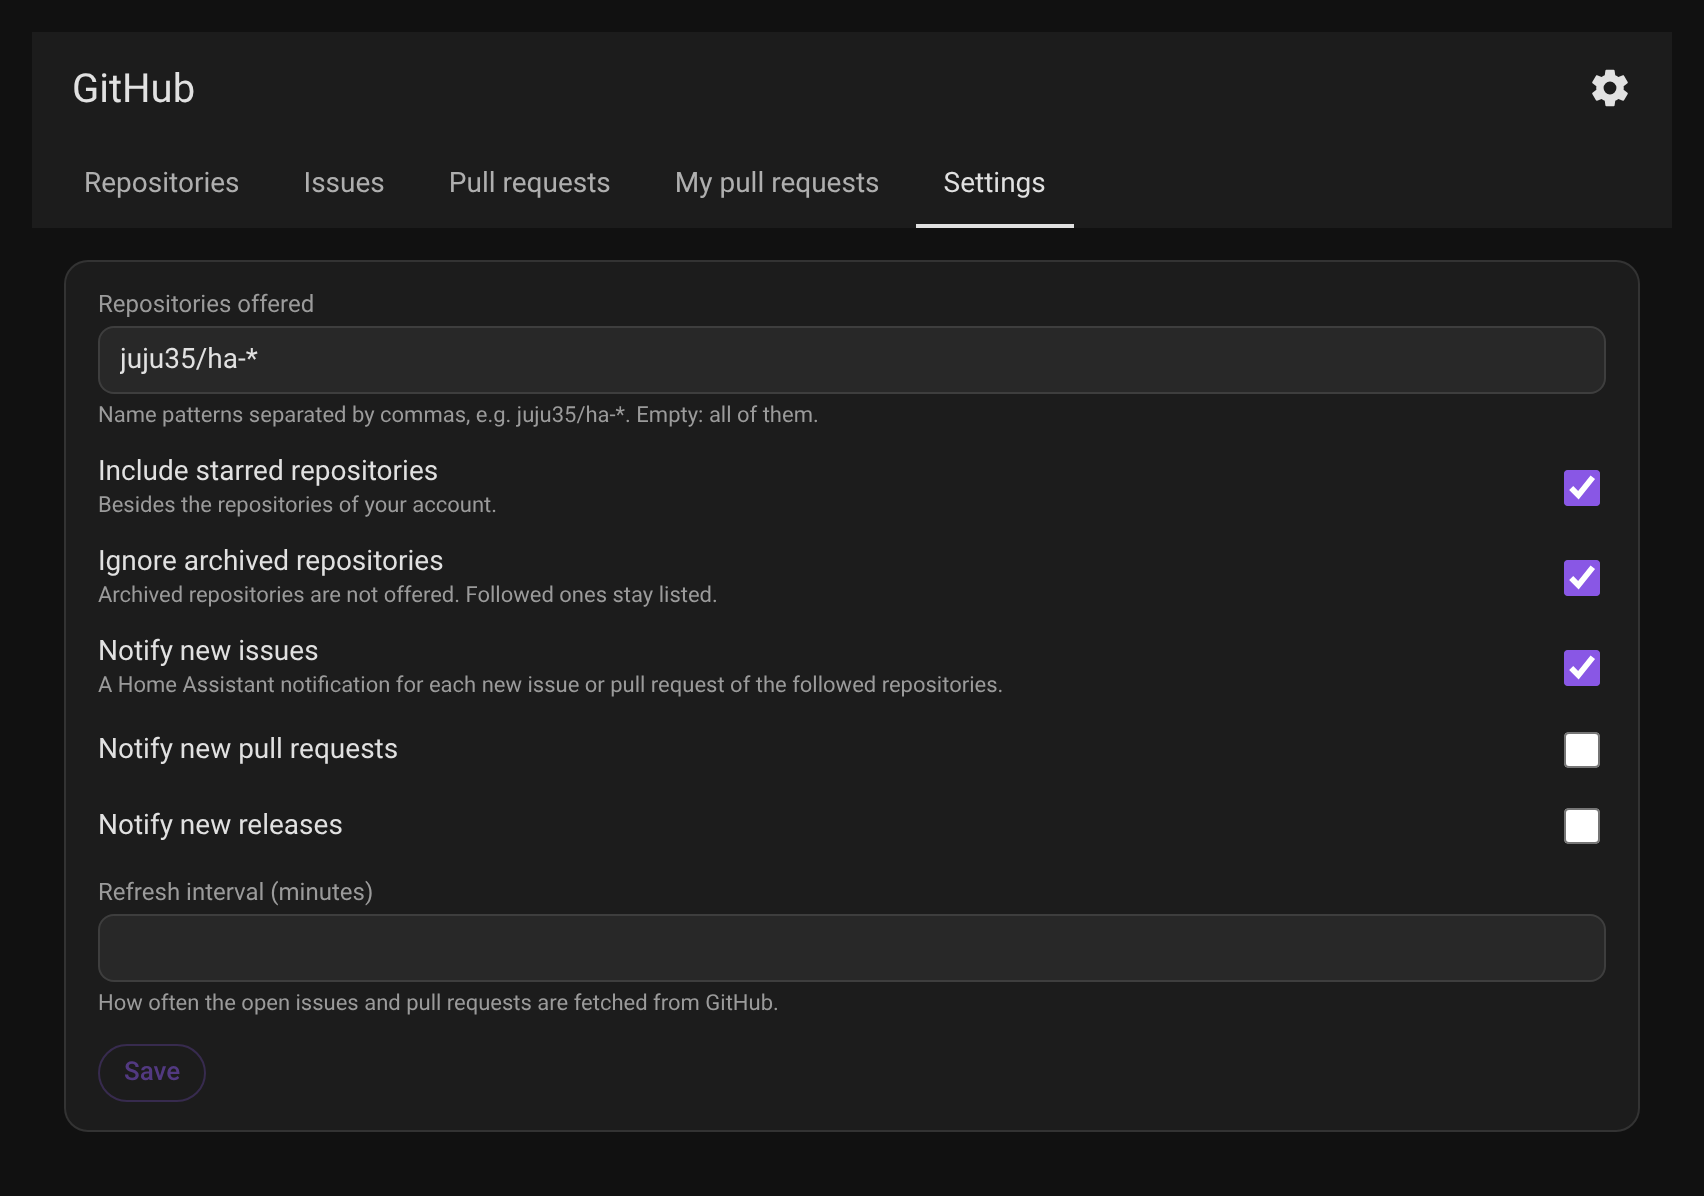 GitHub
Repositories Issues Pull requests My pull requests Settings
Repositories offered
juju35/ha-*
Name patterns separated by commas, e.g. juju35/ha-*. Empty: all of them.
Include starred repositories
Besides the repositories of your account.
Ignore archived repositories
Archived repositories are not offered. Followed ones stay listed.
Notify new issues
A Home Assistant notification for each new issue or pull request of the followed repositories.
Notify new pull requests
Notify new releases
Refresh interval (minutes)
How often the open issues and pull requests are fetched from GitHub.
Save